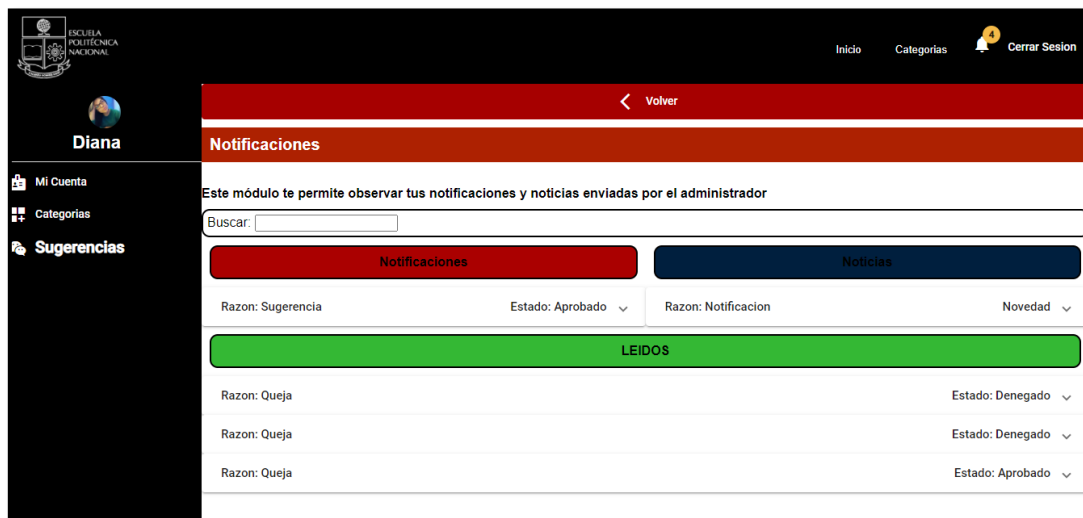 ESCUELA
POLITÉCNICA
NACIONAL
Inicio
Categorias
4
Cerrar Sesion
Diana
Mi Cuenta
Categorias
Sugerencias
Volver
Notificaciones
Este módulo te permite observar tus notificaciones y noticias enviadas por el administrador
Buscar:
Notificaciones
Noticias
Razon: Sugerencia
Estado: Aprobado
Razon: Notificacion
Novedad
LEIDOS
Razon: Queja
Estado: Denegado
Razon: Queja
Estado: Denegado
Razon: Queja
Estado: Aprobado